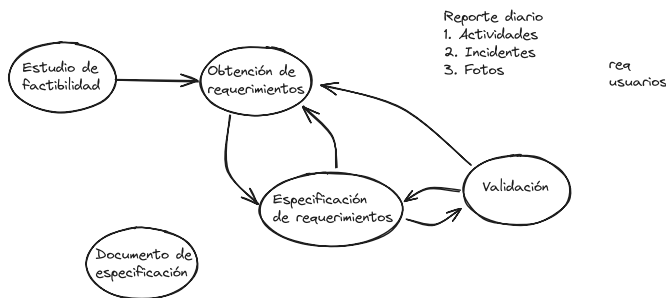 Reporte diario
1. Actividades
2. Incidentes
3. Fotos
req
usuarios
Estudio de
factibilidad
Obtención de
requerimientos
Validación
Especificación
de requerimientos
Documento de
especificación